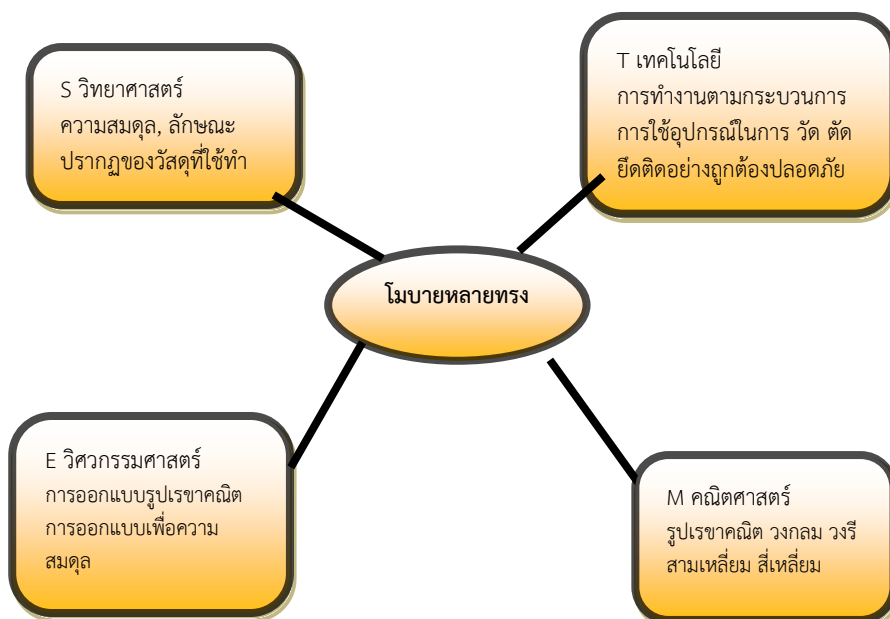 S วิทยาศาสตร์
ความสมดุล, ลักษณะ
ปรากฏของวัสดุที่ใช้ทำ
T เทคโนโลยี
การทำงานตามกระบวนการ
การใช้อุปกรณ์ในการ วัด ตัด
ยึดติดอย่างถูกต้องปลอดภัย
โมบายหลายทรง
E วิศวกรรมศาสตร์
การออกแบบรูปเรขาคณิต
การออกแบบเพื่อความ
สมดุล
M คณิตศาสตร์
รูปเรขาคณิต วงกลม วงรี
สามเหลี่ยม สี่เหลี่ยม